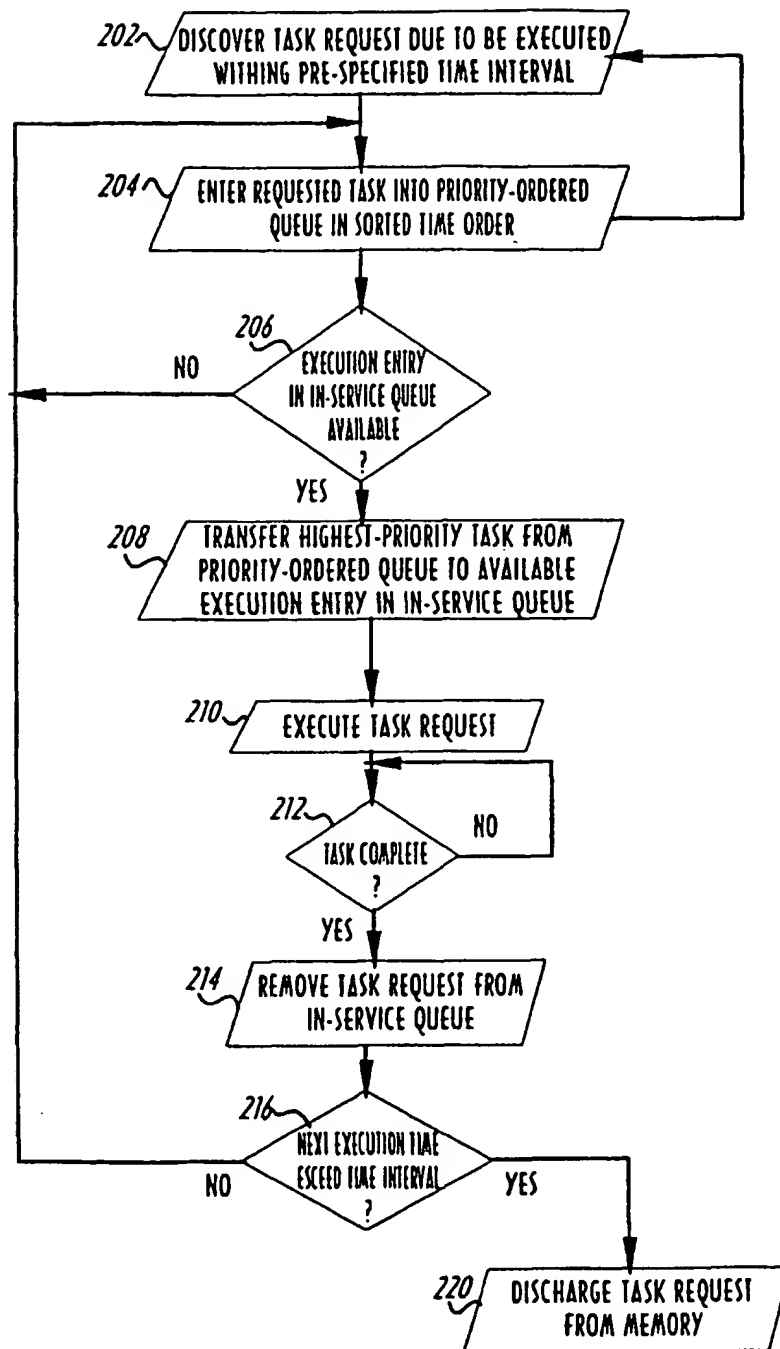 202
DISCOVER TASK REQUEST DUE TO BE EXECUTED
WITHING PRE-SPECIFIED TIME INTERVAL
204
ENTER REQUESTED TASK INTO PRIORITY-ORDERED
QUEUE IN SORTED TIME ORDER
206
NO
EXECUTION ENTRY
IN IN-SERVICE QUEUE
AVAILABLE
?
YES
208
TRANSFER HIGHEST-PRIORITY TASK FROM
PRIORITY-ORDERED QUEUE TO AVAILABLE
EXECUTION ENTRY IN IN-SERVICE QUEUE
210
EXECUTE TASK REQUEST
212
NO
TASK COMPLETE
?
YES
214
REMOVE TASK REQUEST FROM
IN-SERVICE QUEUE
216
NEXT EXECUTION TIME
ESCEED TIME INTERVAL
?
NO
YES
220
DISCHARGE TASK REQUEST
FROM MEMORY